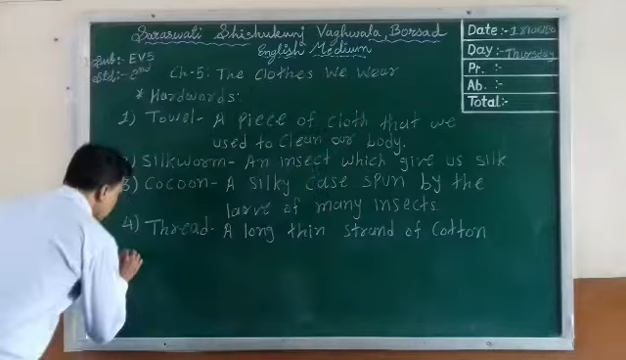 Saraswati Shishukunj Vaghwala, Borsad
English Medium
Sub:- EVS
Std:- 2nd
Date:-
Day:- Thursday
Pr. :-
Ab. :-
Total:-
Ch-5: The Clothes We Wear
* Hardwords:
1) Towel- A Piece of Cloth that we
used to Clean our body.
) Silkworm- An insect which give us silk
3) Cocoon- A silky case spun by the
larve of many insects
4) Thread- A long thin strand of Cotton